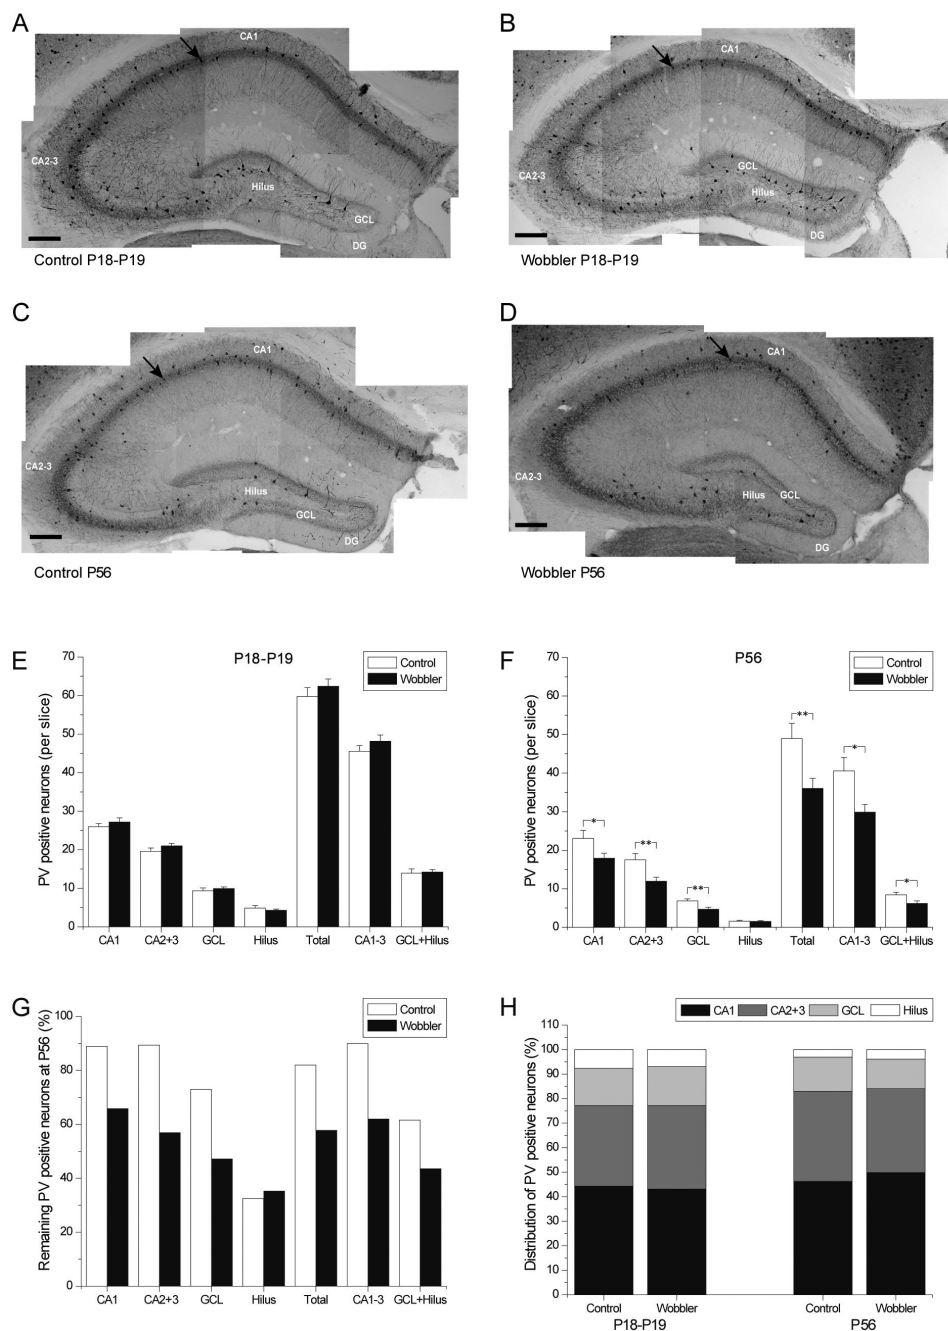 A
CA1
CA2-3
Hilus
GCL
DG
Control P18-P19
B
CA1
CA2-3
GCL
Hilus
DG
Wobbler P18-P19
C
CA1
CA2-3
Hilus
GCL
DG
Control P56
D
CA1
CA2-3
Hilus
GCL
DG
Wobbler P56
E
P18-P19
Control
Wobbler
PV positive neurons (per slice)
70
60
50
40
30
20
10
0
CA1 CA2+3 GCL Hilus Total CA1-3 GCL+Hilus
F
P56
Control
Wobbler
PV positive neurons (per slice)
70
60
50
40
30
20
10
0
* ** ** ** * *
CA1 CA2+3 GCL Hilus Total CA1-3 GCL+Hilus
G
Control
Wobbler
Remaining PV positive neurons at P56 (%)
100
80
60
40
20
0
CA1 CA2+3 GCL Hilus Total CA1-3 GCL+Hilus
H
CA1 CA2+3 GCL Hilus
Distribution of PV positive neurons (%)
110
100
90
80
70
60
50
40
30
20
10
0
Control Wobbler Control Wobbler
P18-P19 P56